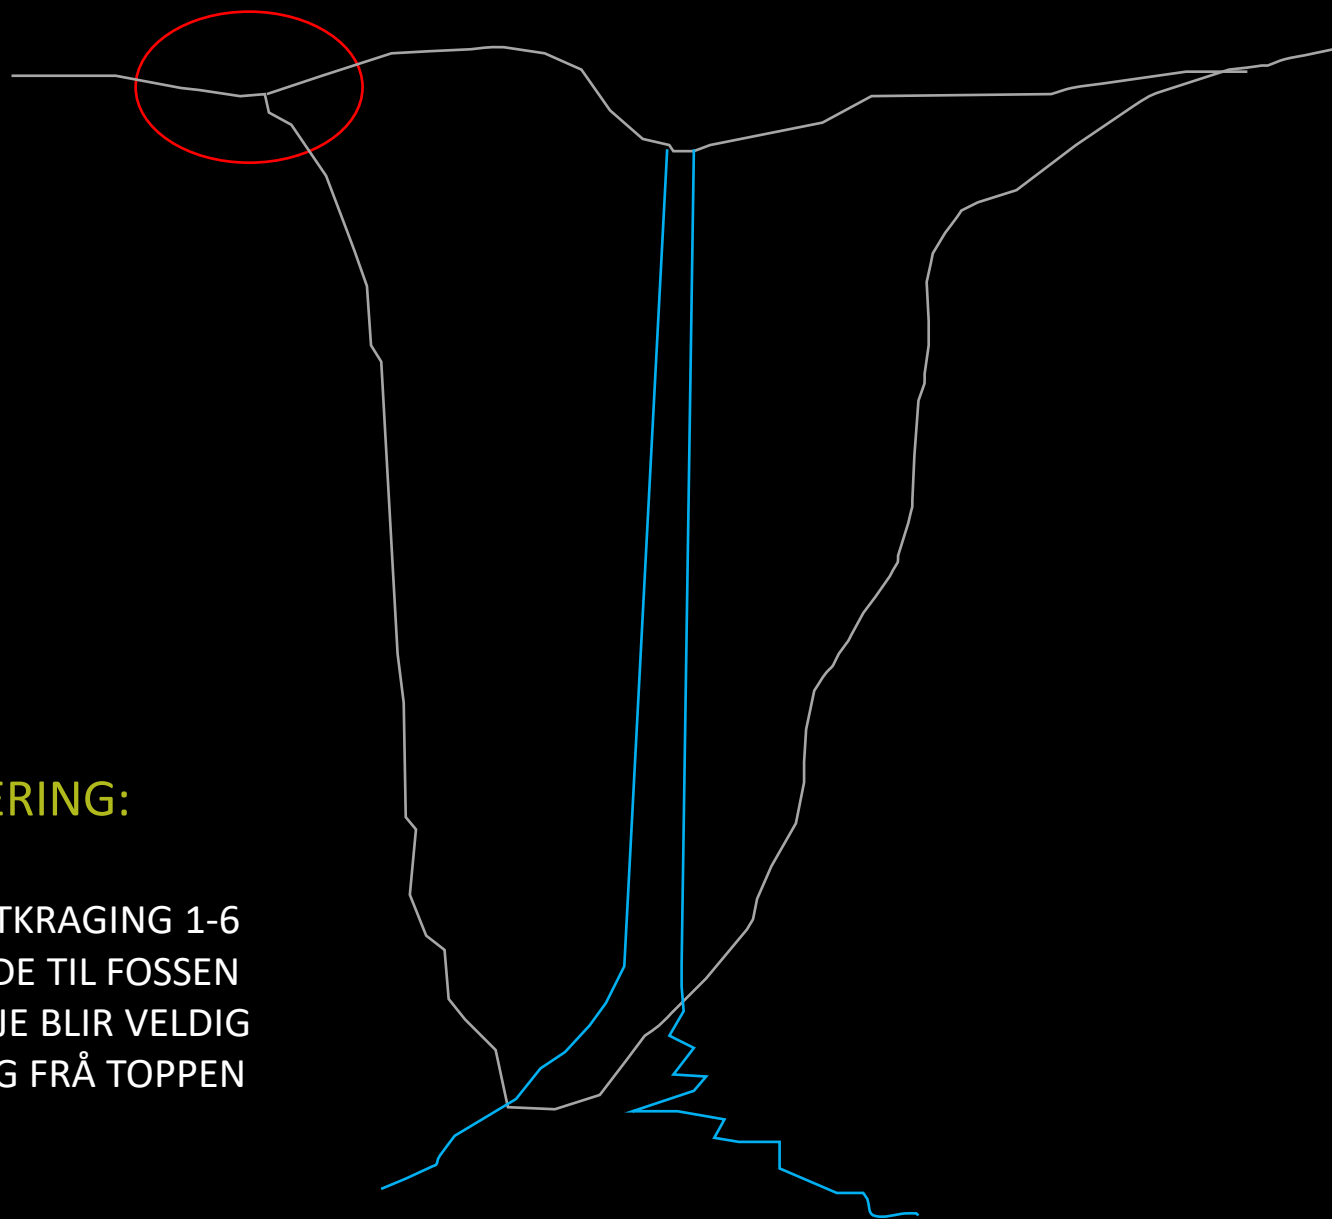 ERING:
TKRAGING 1-6
DE TIL FOSSEN
JE BLIR VELDIG
G FRÅ TOPPEN